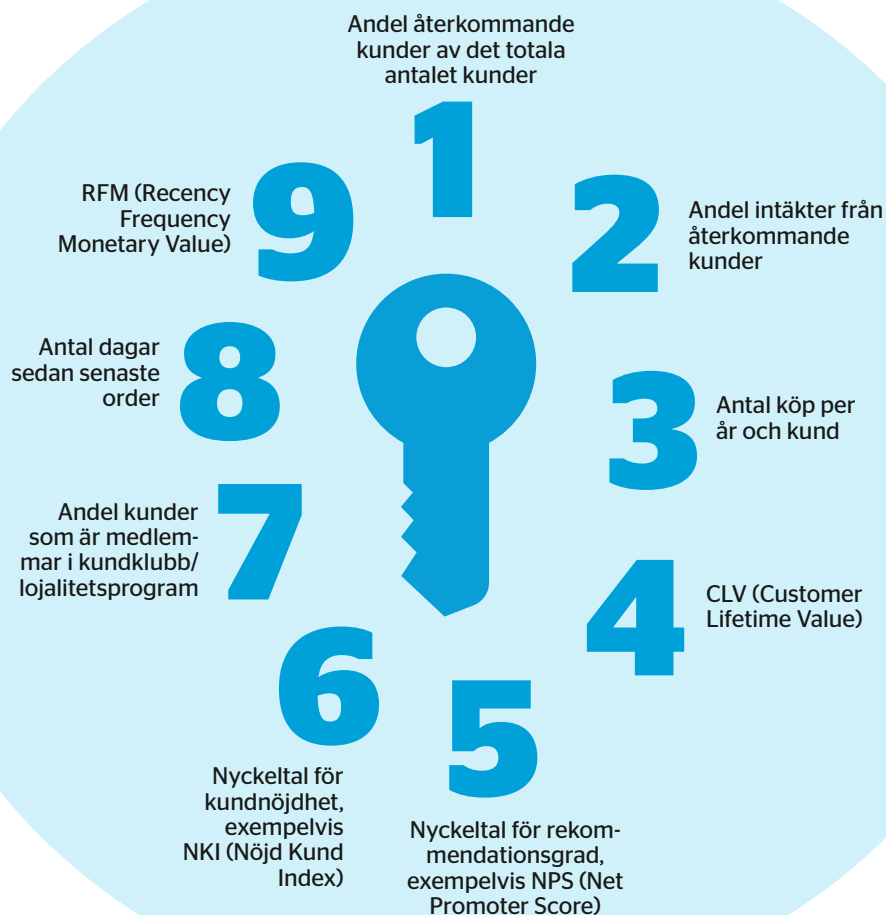 Andel återkommande
kunder av det totala
antalet kunder
1
2
Andel intäkter från
återkommande
kunder
3
Antal köp per
år och kund
4
CLV (Customer
Lifetime Value)
5
Nyckeltal för rekom-
mendationsgrad,
exempelvis NPS (Net
Promoter Score)
6
Nyckeltal för
kundnöjdhet,
exempelvis
NKI (Nöjd Kund
Index)
7
Andel kunder
som är medlem-
mar i kundklubb/
lojalitetsprogram
8
Antal dagar
sedan senaste
order
9
RFM (Recency
Frequency
Monetary Value)